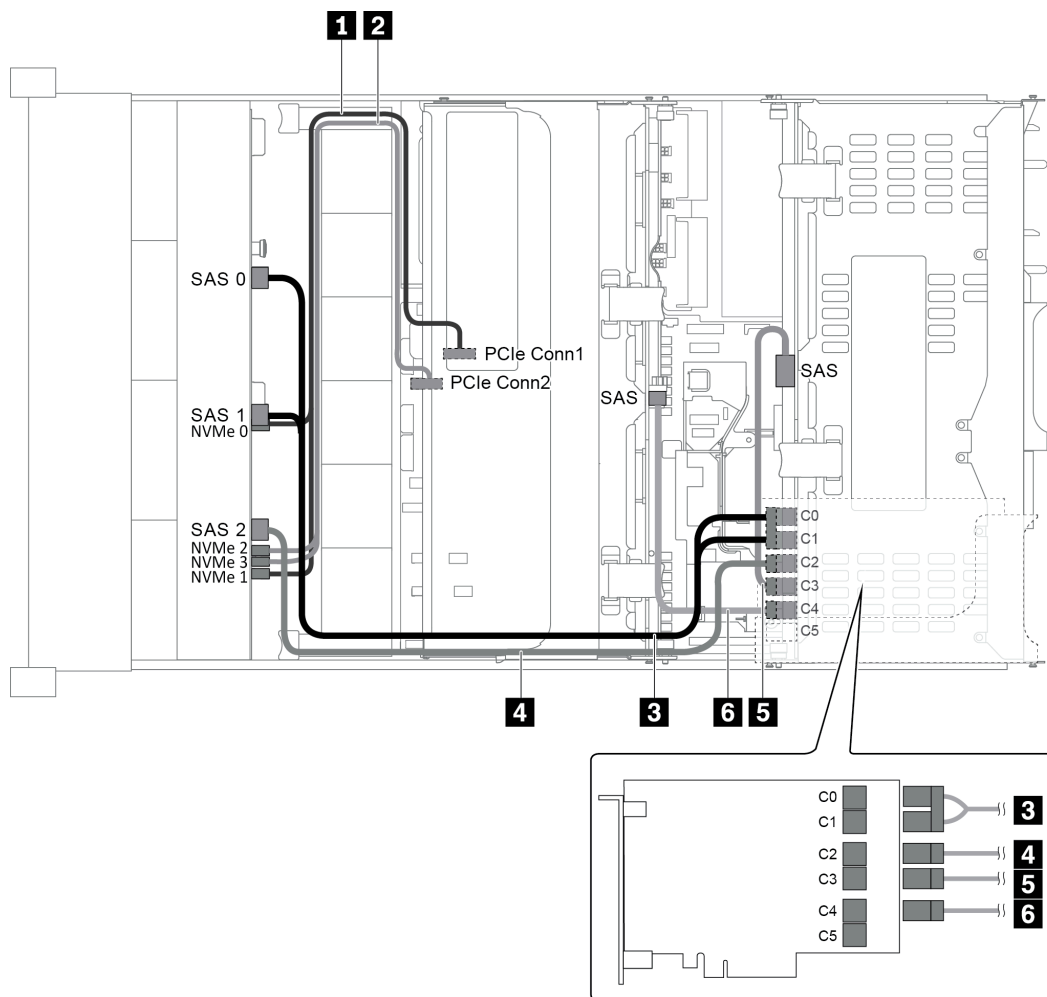 1 2
SAS 0
PCIe Conn1
SAS
PCIe Conn2
SAS
SAS 1
NVMe 0
C0
SAS 2
C1
NVMe 2
NVMe 3
C2
NVMe 1
C3
C4
C5
4 3 6 5
C0
3
C1
C2
4
C3
5
C4
6
C5